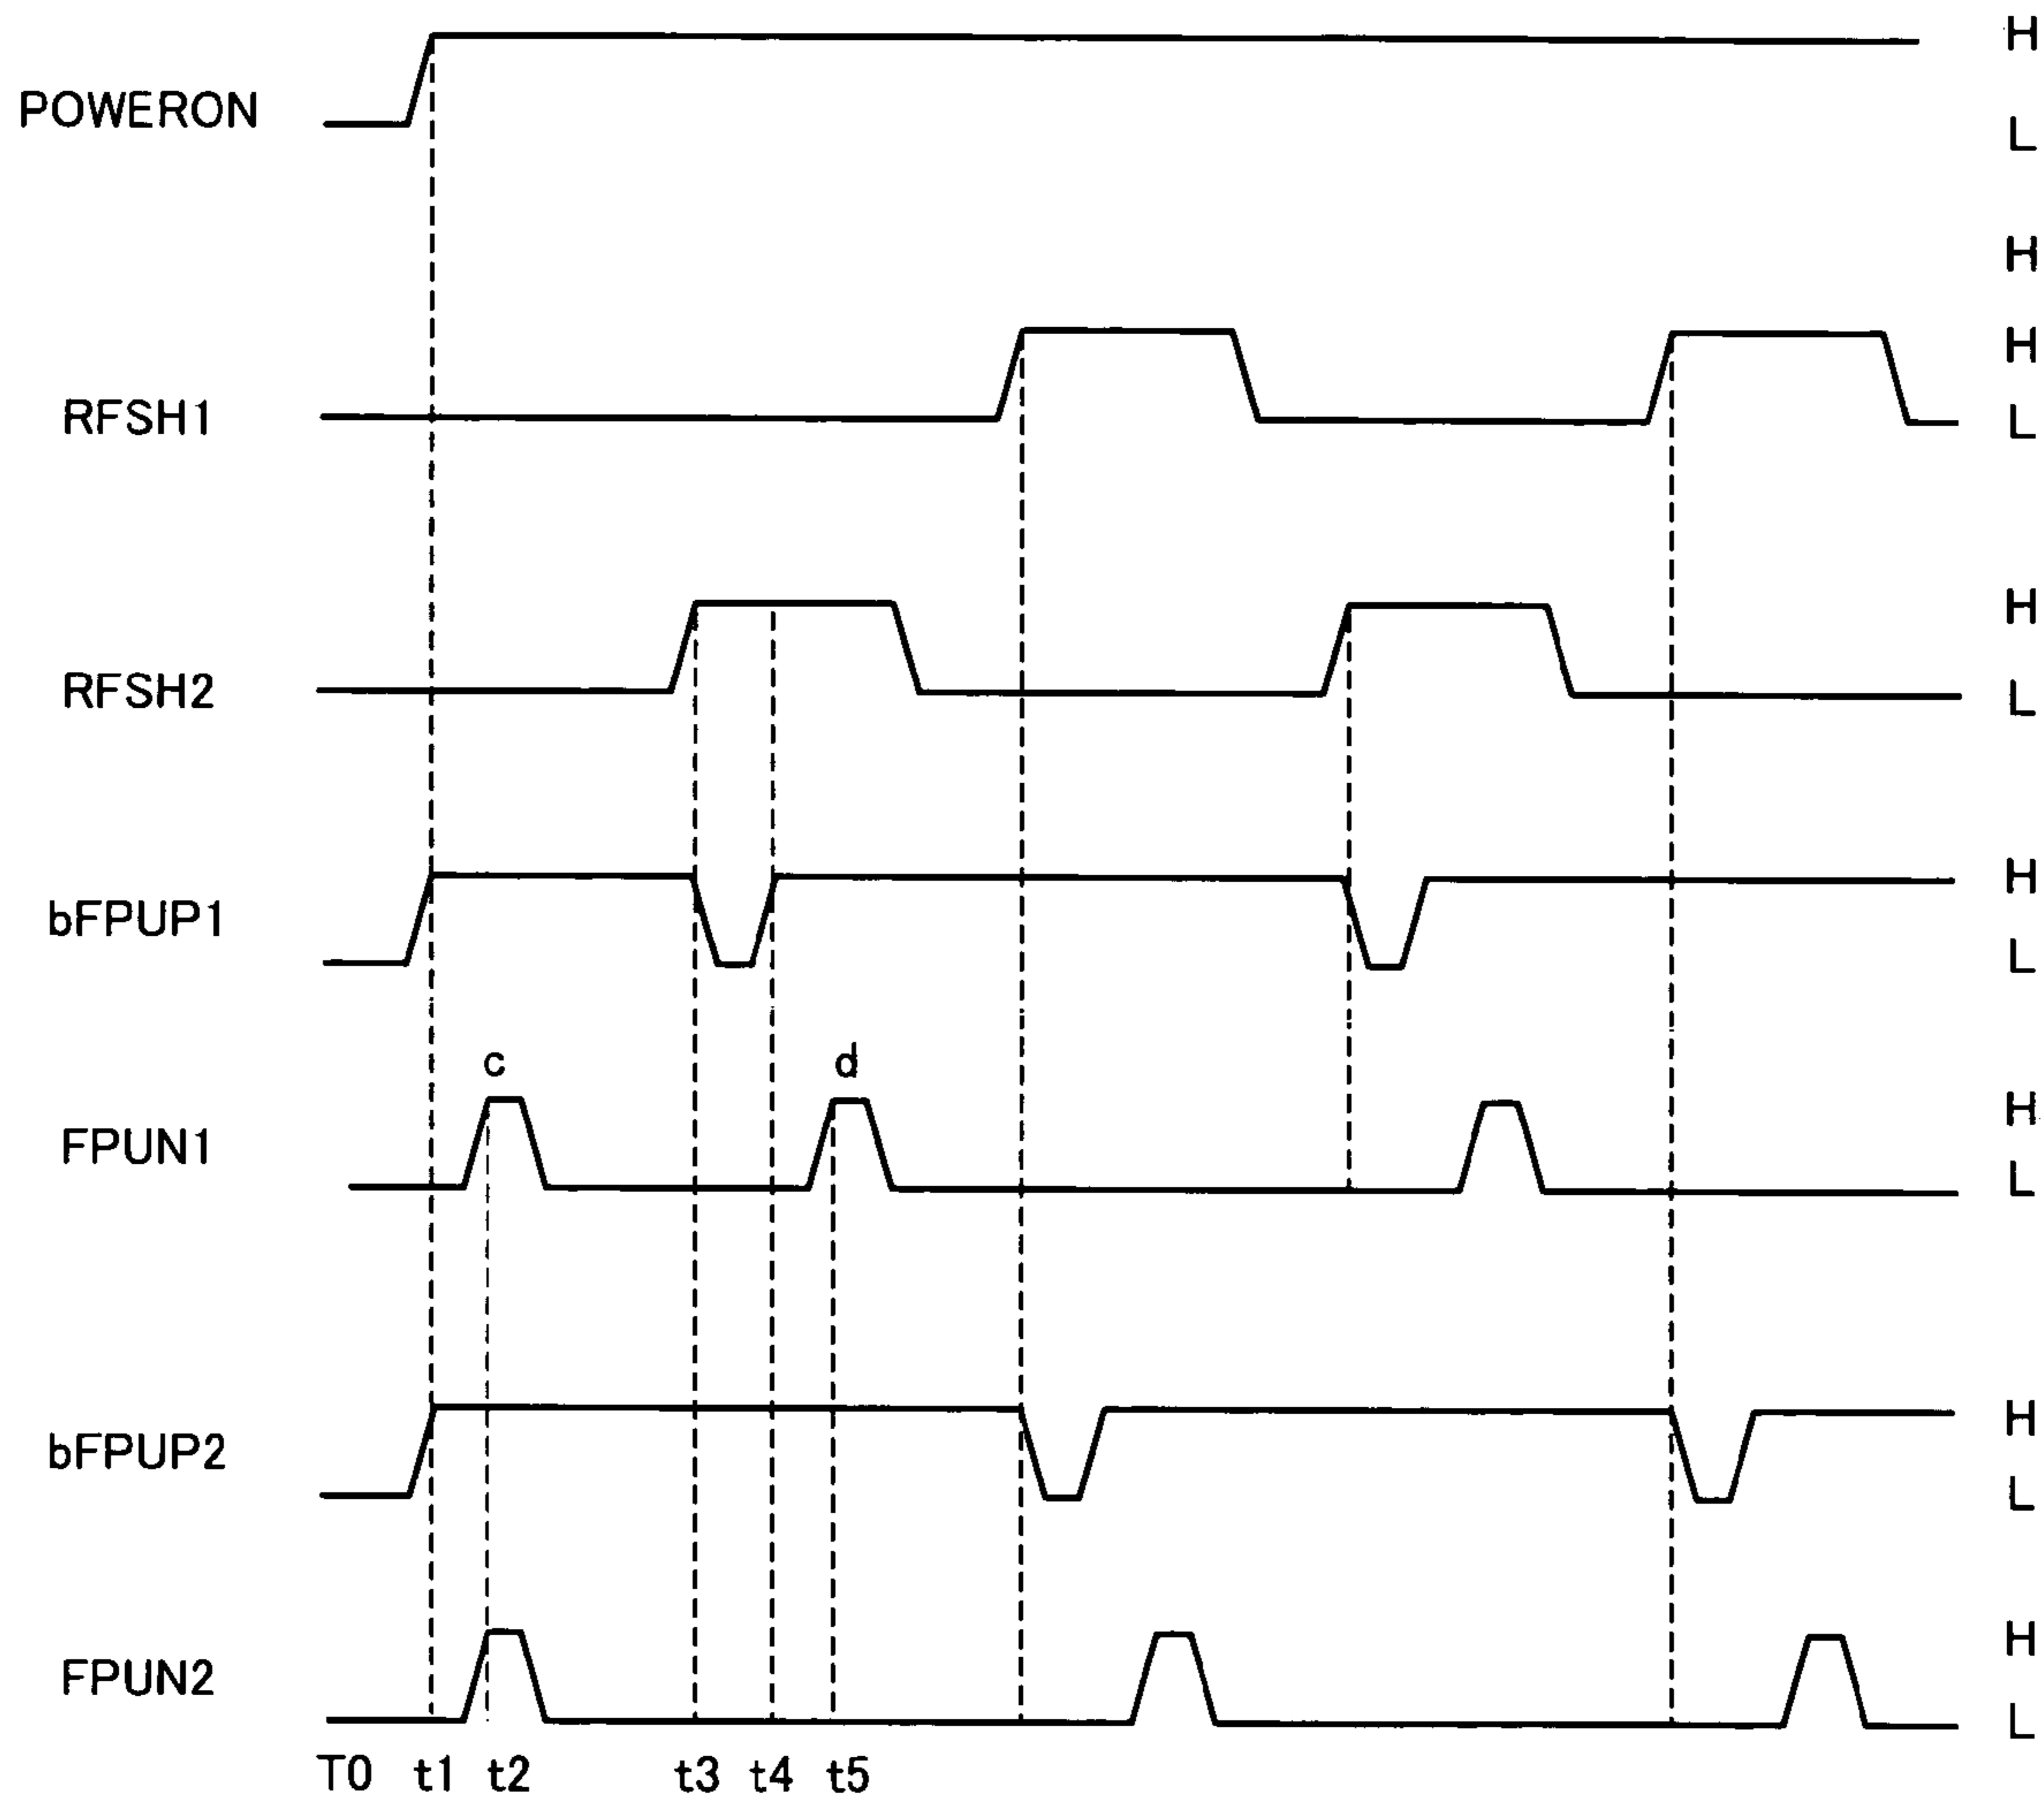 H
POWERON
L
H
H
RFSH1
L
H
RFSH2
L
H
bFPUP1
L
c d
H
FPUN1
L
H
bFPUP2
L
H
FPUN2
L
T0 t1 t2 t3 t4 t5